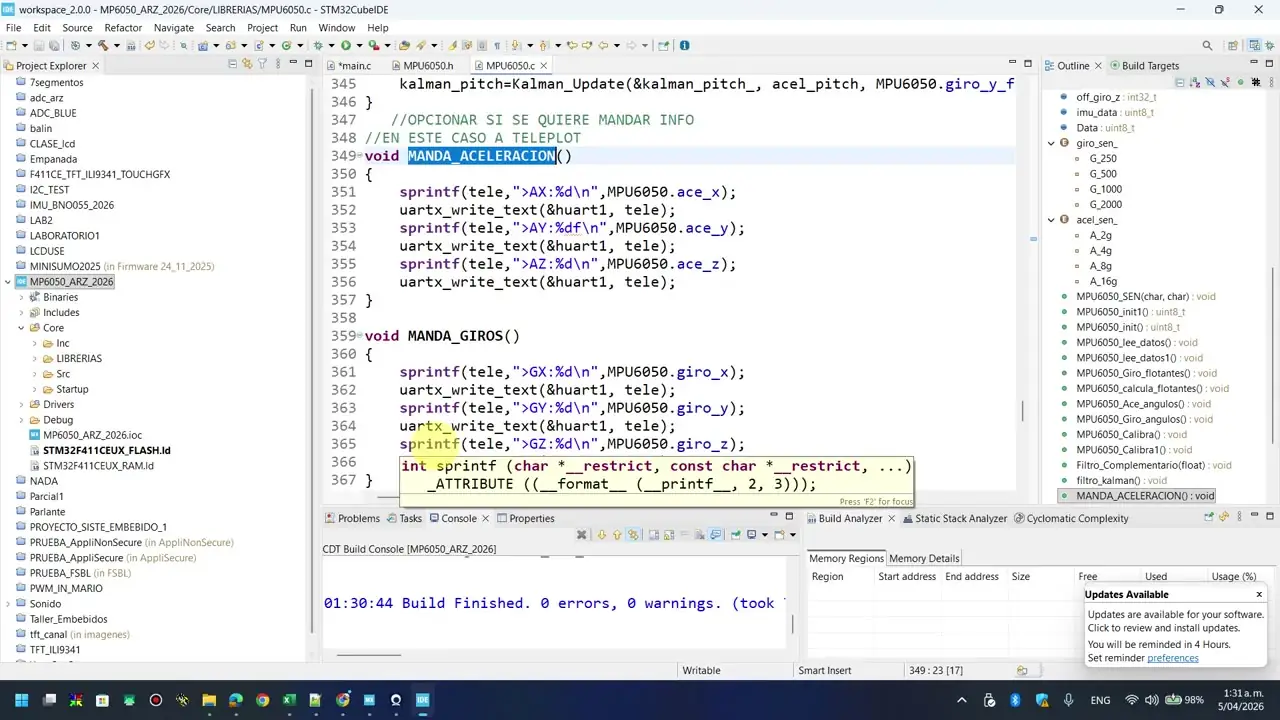 workspace_2.0.0 - MP6050_ARZ_2026/Core/LIBRERIAS/MPU6050.c - STM32CubeIDE
File Edit Source Refactor Navigate Search Project Run Window Help
Project Explorer
7segmentos
adc_arz
ADC_BLUE
balin
CLASE_lcd
Empanada
F411CE_TFT_ILI9341_TOUCHGFX
I2C_TEST
IMU_BNO055_2026
LAB2
LABORATORIO1
LCDUSE
MINISUMO2025 (in Firmware 24_11_2025)
MP6050_ARZ_2026
Binaries
Includes
Core
Inc
LIBRERIAS
Src
Startup
Drivers
Debug
MP6050_ARZ_2026.ioc
STM32F411CEUX_FLASH.ld
STM32F411CEUX_RAM.ld
NADA
Parcial1
Parlante
PROYECTO_SISTE_EMBEBIDO_1
PRUEBA_AppliNonSecure (in AppliNonSecure)
PRUEBA_AppliSecure (in AppliSecure)
PRUEBA_FSBL (in FSBL)
PWM_IN_MARIO
Sonido
Taller_Embebidos
tft_canal (in imagenes)
TFT_ILI9341
*main.c MPU6050.h MPU6050.c
345 kalman_pitch=Kalman_Update(&kalman_pitch_, acel_pitch, MPU6050.giro_y_f
346 }
347 //OPCIONAR SI SE QUIERE MANDAR INFO
348 //EN ESTE CASO A TELEPLOT
349 void MANDA_ACELERACION()
350 {
351 sprintf(tele,">AX:%d\n",MPU6050.ace_x);
352 uartx_write_text(&huart1, tele);
353 sprintf(tele,">AY:%df\n",MPU6050.ace_y);
354 uartx_write_text(&huart1, tele);
355 sprintf(tele,">AZ:%d\n",MPU6050.ace_z);
356 uartx_write_text(&huart1, tele);
357 }
358
359 void MANDA_GIROS()
360 {
361 sprintf(tele,">GX:%d\n",MPU6050.giro_x);
362 uartx_write_text(&huart1, tele);
363 sprintf(tele,">GY:%d\n",MPU6050.giro_y);
364 uartx_write_text(&huart1, tele);
365 sprintf(tele,">GZ:%d\n",MPU6050.giro_z);
366
367 }
int sprintf (char *__restrict, const char *__restrict, ...)
_ATTRIBUTE ((__format__ (__printf__, 2, 3)));
Press 'F2' for focus
Outline Build Targets
off_giro_z : int32_t
imu_data : uint8_t
Data : uint8_t
giro_sen_
G_250
G_500
G_1000
G_2000
acel_sen_
A_2g
A_4g
A_8g
A_16g
MPU6050_SEN(char, char) : void
MPU6050_init1() : uint8_t
MPU6050_init() : uint8_t
MPU6050_lee_datos() : void
MPU6050_lee_datos1() : void
MPU6050_Giro_flotantes() : void
MPU6050_calcula_flotantes() : void
MPU6050_Ace_angulos() : void
MPU6050_Giro_angulos() : void
MPU6050_Calibra() : void
MPU6050_Calibra1() : void
Filtro_Complementario(float) : void
filtro_kalman() : void
MANDA_ACELERACION() : void
Problems Tasks Console Properties
CDT Build Console [MP6050_ARZ_2026]
01:30:44 Build Finished. 0 errors, 0 warnings. (took
Build Analyzer Static Stack Analyzer Cyclomatic Complexity
Memory Regions Memory Details
Region Start address End address Size Free Used Usage (%)
Updates Available
Updates are available for your software.
Click to review and install updates.
You will be reminded in 4 Hours.
Set reminder preferences
Writable Smart Insert 349 : 23 [17]
ENG 98% 1:31 a. m.
5/04/2026